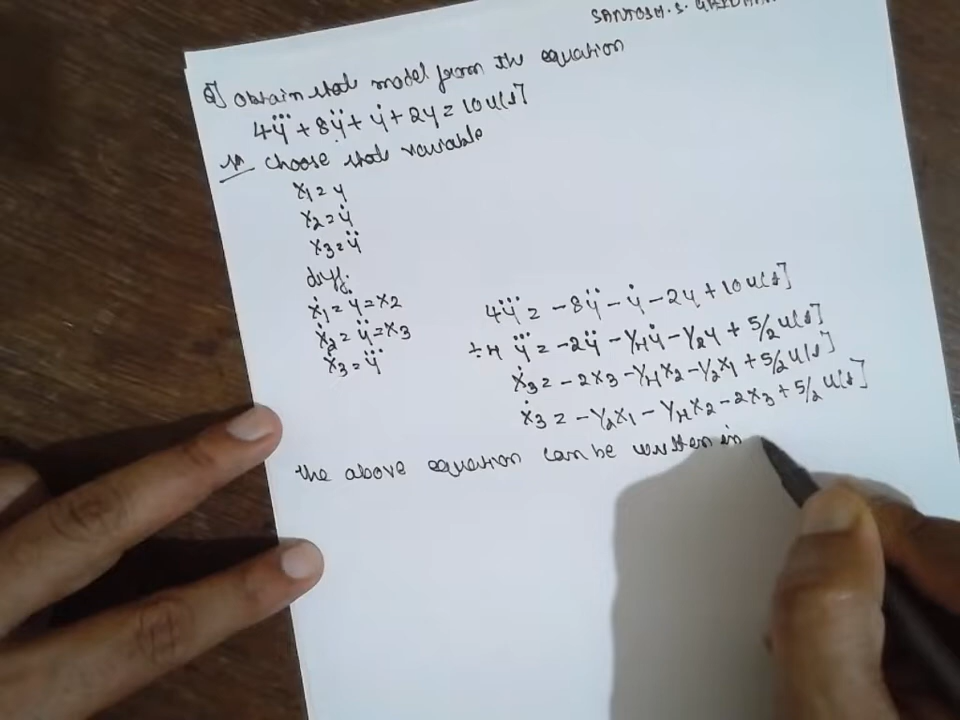 SANTOSH.S.
Q] Obtain state model from the equation
4y⃛ + 8ÿ + ẏ + 2y = 10 u[t]
Choose state variable
x1 = y
x2 = ẏ
x3 = ÿ
diff.
ẋ1 = ẏ = x2
ẋ2 = ÿ = x3
ẋ3 = y⃛
4y⃛ = -8ÿ - ẏ - 2y + 10u[t]
÷4 y⃛ = -2ÿ - 1/4ẏ - 1/2y + 5/2 u[t]
ẋ3 = -2x3 - 1/4x2 - 1/2x1 + 5/2 u[t]
ẋ3 = -1/2x1 - 1/4x2 - 2x3 + 5/2 u[t]
the above equation can be written in